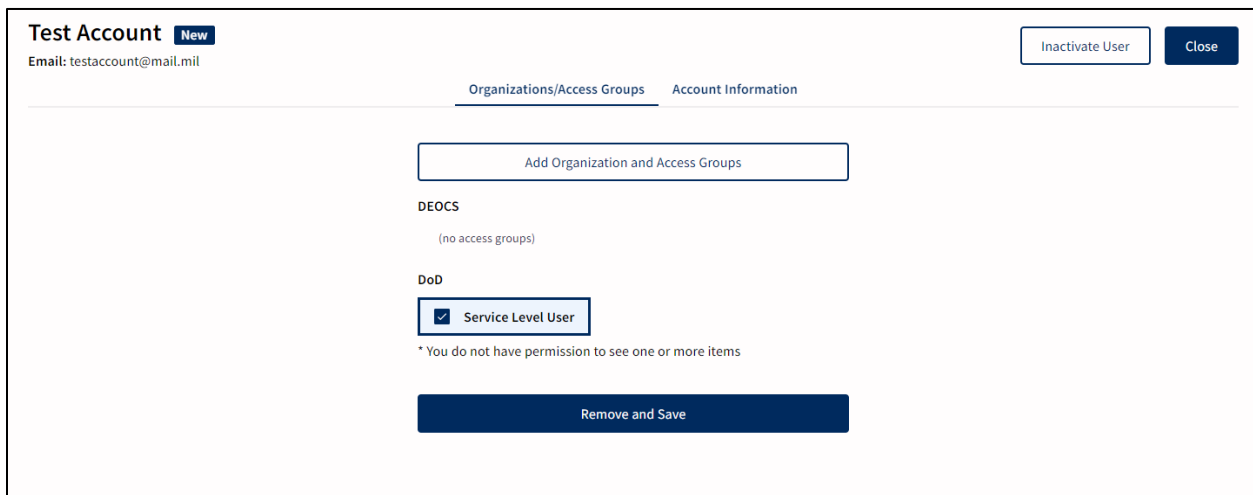 Test Account New
Email: testaccount@mail.mil
Inactivate User
Close
Organizations/Access Groups
Account Information
Add Organization and Access Groups
DEOCS
(no access groups)
DoD
Service Level User
* You do not have permission to see one or more items
Remove and Save